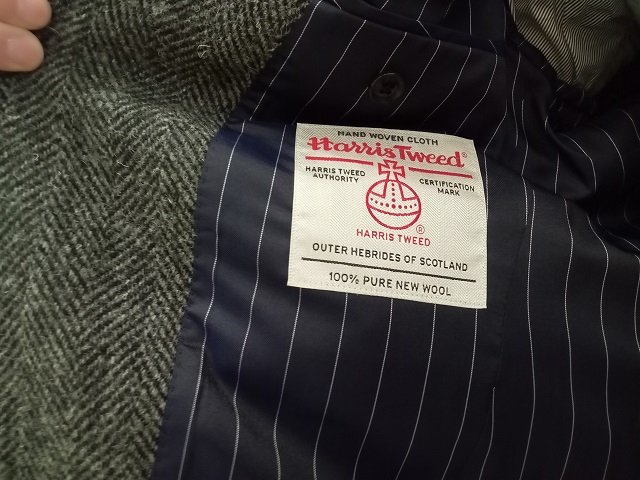 HAND WOVEN CLOTH
Harris Tweed®
HARRIS TWEED AUTHORITY
CERTIFICATION MARK
®
HARRIS TWEED
OUTER HEBRIDES OF SCOTLAND
100% PURE NEW WOOL